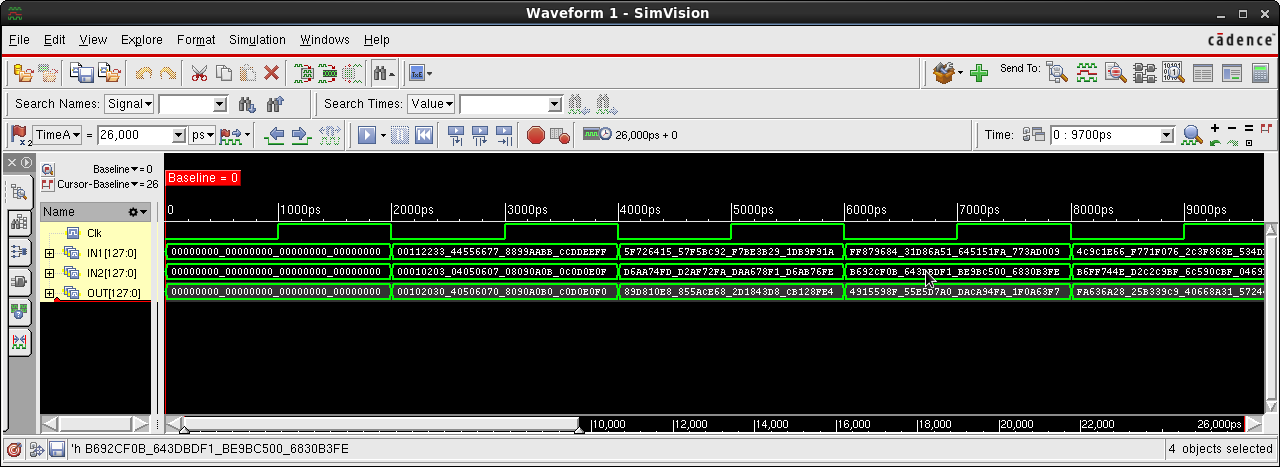 Waveform 1 - SimVision
File Edit View Explore Format Simulation Windows Help
cādence
Send To:
Search Names: Signal Search Times: Value
TimeA = 26,000 ps 26,000ps + 0 Time: 0 : 9700ps
x2
Baseline = 0
Cursor-Baseline = 26
Baseline = 0
Name 0 1000ps 2000ps 3000ps 4000ps 5000ps 6000ps 7000ps 8000ps 9000ps
Clk
IN1[127:0] 00000000_00000000_00000000_00000000 00112233_44556677_8899AABB_CCDDEEFF 5F726415_57F5BC92_F7BE3B29_1DB9F91A FF879684_31D86A51_645151FA_773AD009 4C9C1E66_F771F076_2C3F868E_534D
IN2[127:0] 00000000_00000000_00000000_00000000 00010203_04050607_08090A0B_0C0D0E0F D6AA74FD_D2AF72FA_DAA678F1_D6AB76FE B692CF0B_643DBDF1_BE9BC500_6830B3FE B6FF744E_D2C2C9BF_6C590CBF_0469
OUT[127:0] 00000000_00000000_00000000_00000000 00102030_40506070_8090A0B0_C0D0E0F0 89D810E8_855ACE68_2D1843D8_CB128FE4 4915598F_55E5D7A0_DACA94FA_1F0A63F7 FA636A28_25B339C9_40668A31_5724
10,000 12,000 14,000 16,000 18,000 20,000 22,000 26,000ps
'h B692CF0B_643DBDF1_BE9BC500_6830B3FE 4 objects selected